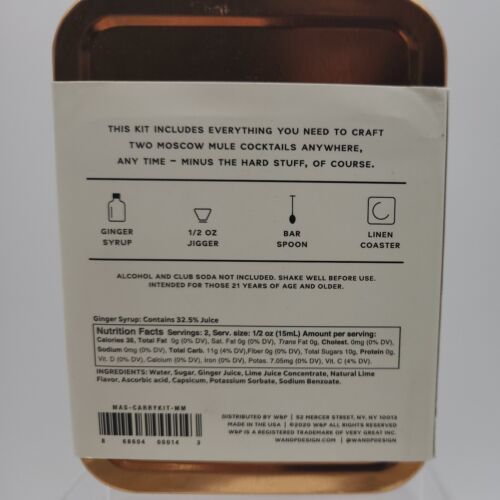 THIS KIT INCLUDES EVERYTHING YOU NEED TO CRAFT
TWO MOSCOW MULE COCKTAILS ANYWHERE,
ANY TIME – MINUS THE HARD STUFF, OF COURSE.
GINGER
SYRUP
1/2 OZ
JIGGER
BAR
SPOON
LINEN
COASTER
ALCOHOL AND CLUB SODA NOT INCLUDED. SHAKE WELL BEFORE USE.
INTENDED FOR THOSE 21 YEARS OF AGE AND OLDER.
Ginger Syrup: Contains 32.5% Juice
Nutrition Facts Servings: 2, Serv. size: 1/2 oz (15mL) Amount per serving:
Calories 38, Total Fat 0g (0% DV), Sat. Fat 0g (0% DV), Trans Fat 0g, Cholest. 0mg (0% DV),
Sodium 0mg (0% DV), Total Carb. 11g (4% DV),Fiber 0g (0% DV), Total Sugars 10g, Protein 0g,
Vit. D (0% DV), Calcium (0% DV), Iron (0% DV), Potas. 7.05mg (0% DV), Vit. C (4% DV).
INGREDIENTS: Water, Sugar, Ginger Juice, Lime Juice Concentrate, Natural Lime
Flavor, Ascorbic acid, Capsicum, Potassium Sorbate, Sodium Benzoate.
MAS-CARRYKIT-MM
DISTRIBUTED BY W&P | 52 MERCER STREET, NY, NY 10013
MADE IN THE USA | ©2020 W&P ALL RIGHTS RESERVED
W&P IS A REGISTERED TRADEMARK OF VERY GREAT INC.
WANDPDESIGN.COM | @WANDPDESIGN